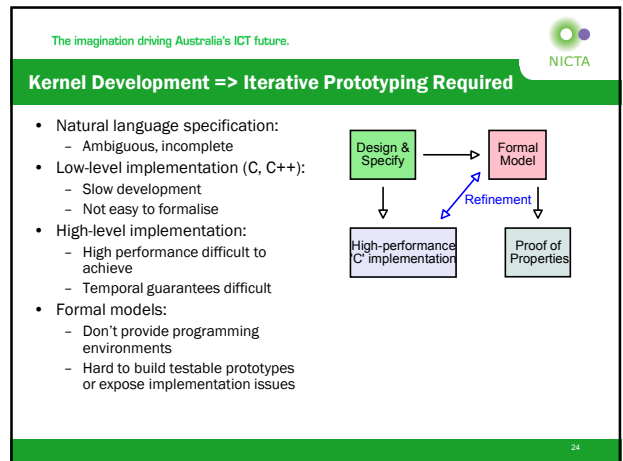 The imagination driving Australia's ICT future.
NICTA
Kernel Development => Iterative Prototyping Required
• Natural language specification:
– Ambiguous, incomplete
• Low-level implementation (C, C++):
– Slow development
– Not easy to formalise
• High-level implementation:
– High performance difficult to
achieve
– Temporal guarantees difficult
• Formal models:
– Don't provide programming
environments
– Hard to build testable prototypes
or expose implementation issues
Design &
Specify
Formal
Model
Refinement
High-performance
'C' implementation
Proof of
Properties
24